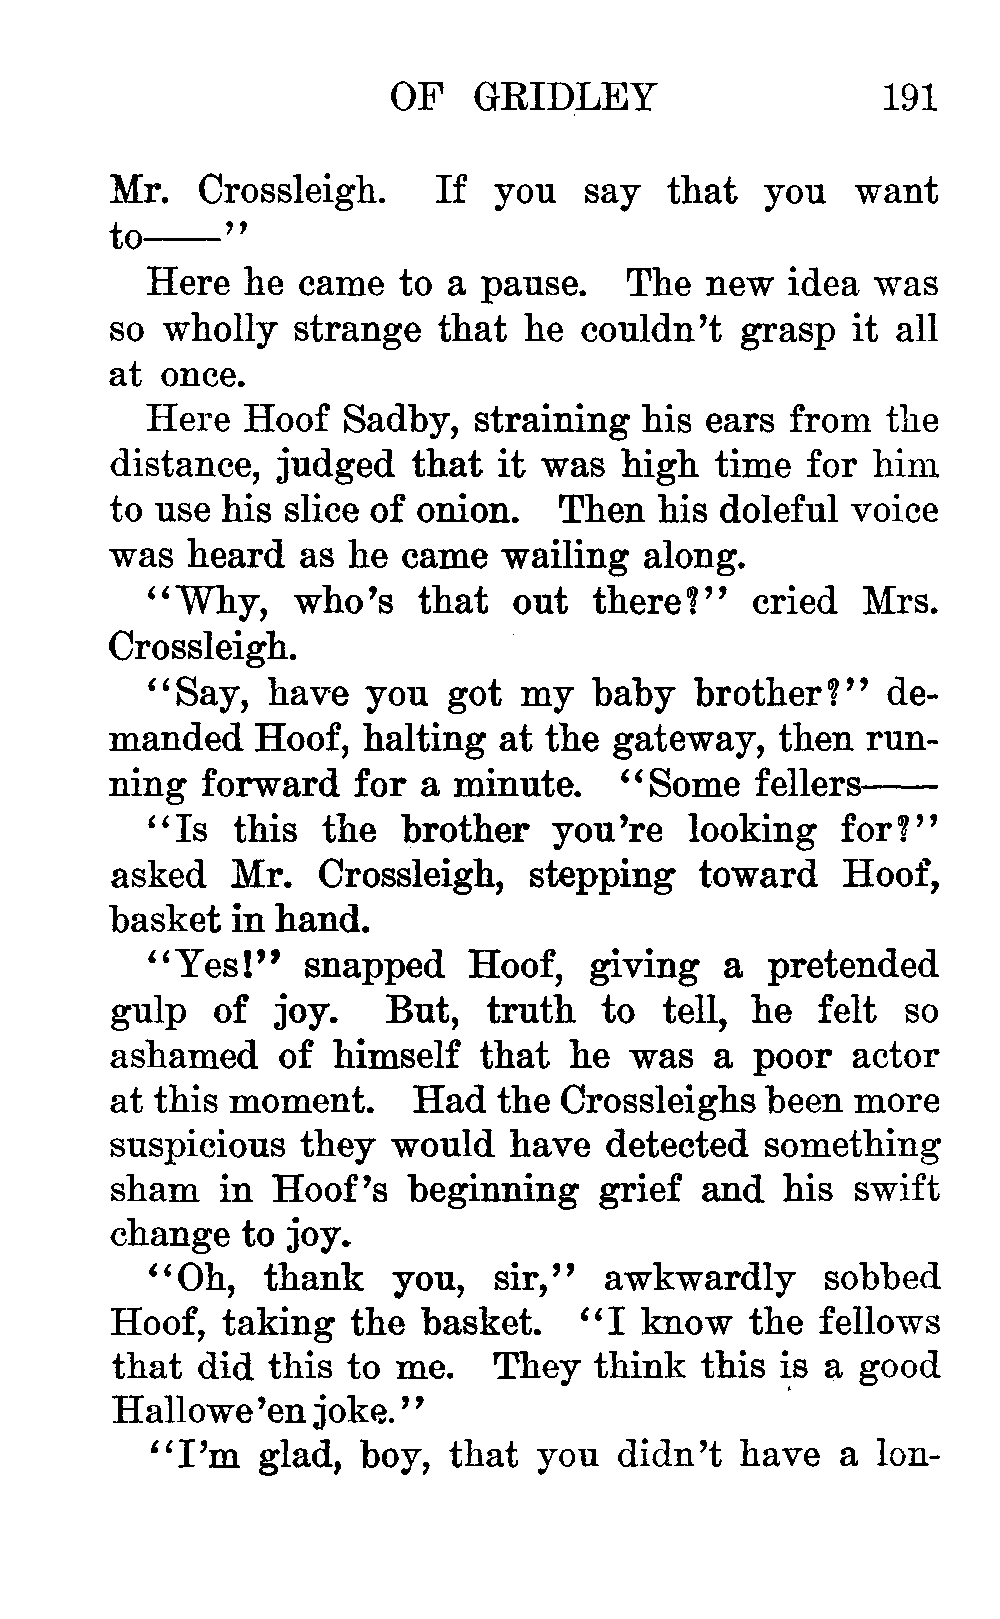 OF GRIDLEY 191
Mr. Crossleigh. If you say that you want
to——”
Here he came to a pause. The new idea was
so wholly strange that he couldn’t grasp it all
at once.
Here Hoof Sadby, straining his ears from the
distance, judged that it was high time for him
to use his slice of onion. Then his doleful voice
was heard as he came wailing along.
“Why, who’s that out there?” cried Mrs.
Crossleigh.
“Say, have you got my baby brother?” de-
manded Hoof, halting at the gateway, then run-
ning forward for a minute. “Some fellers——
“Is this the brother you’re looking for?”
asked Mr. Crossleigh, stepping toward Hoof,
basket in hand.
“Yes!” snapped Hoof, giving a pretended
gulp of joy. But, truth to tell, he felt so
ashamed of himself that he was a poor actor
at this moment. Had the Crossleighs been more
suspicious they would have detected something
sham in Hoof’s beginning grief and his swift
change to joy.
“Oh, thank you, sir,” awkwardly sobbed
Hoof, taking the basket. “I know the fellows
that did this to me. They think this is a good
Hallowe’en joke.”
“I’m glad, boy, that you didn’t have a lon-